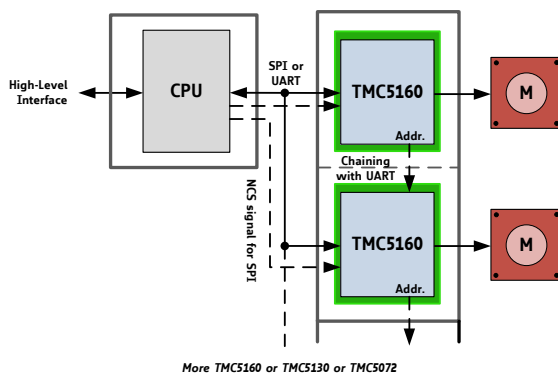 SPI or
UART
High-Level
Interface
CPU
TMC5160
M
Addr.
Chaining
with UART
NCS signal for SPI
TMC5160
M
Addr.
More TMC5160 or TMC5130 or TMC5072